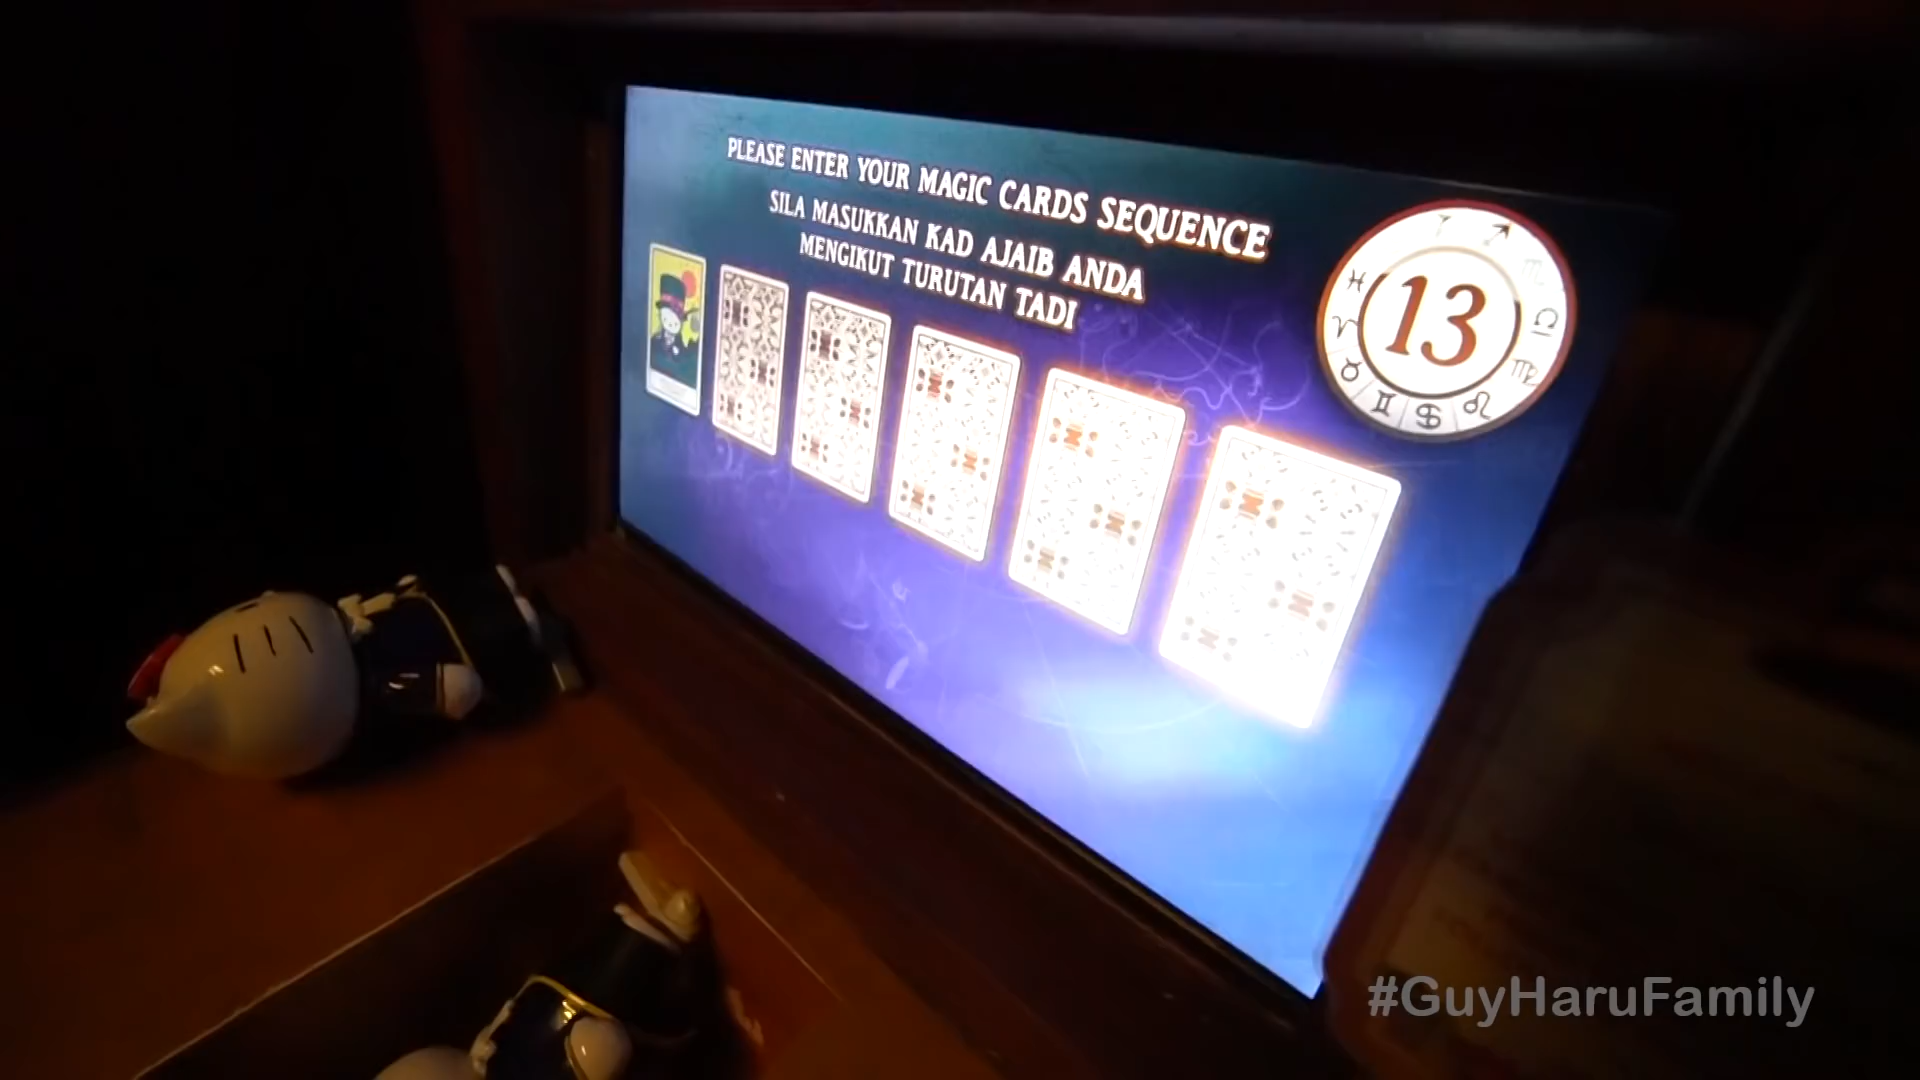 PLEASE ENTER YOUR MAGIC CARDS SEQUENCE
SILA MASUKKAN KAD AJAIB ANDA
MENGIKUT TURUTAN TADI
13
#GuyHaruFamily